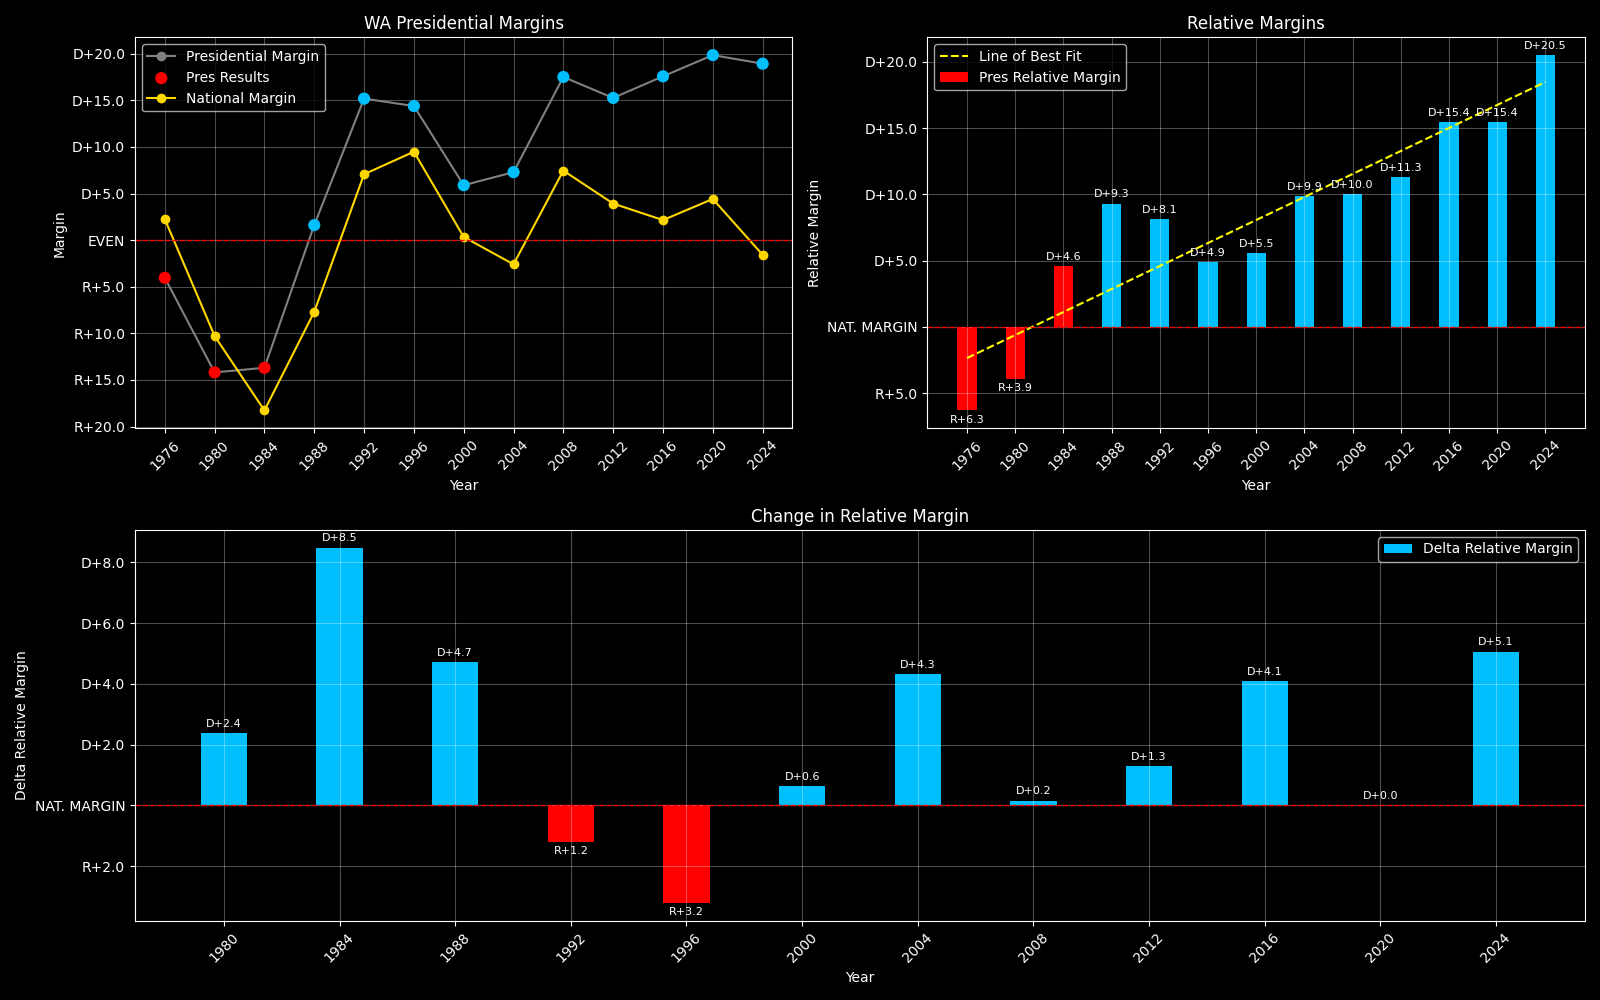 WA Presidential Margins
Presidential Margin
Pres Results
National Margin
D+20.0
D+15.0
D+10.0
D+5.0
EVEN
R+5.0
R+10.0
R+15.0
R+20.0
Margin
1976
1980
1984
1988
1992
1996
2000
2004
2008
2012
2016
2020
2024
Year
Relative Margins
Line of Best Fit
Pres Relative Margin
D+20.0
D+15.0
D+10.0
D+5.0
NAT. MARGIN
R+5.0
Relative Margin
R+6.3
R+3.9
D+4.6
D+9.3
D+8.1
D+4.9
D+5.5
D+9.9
D+10.0
D+11.3
D+15.4
D+15.4
D+20.5
1976
1980
1984
1988
1992
1996
2000
2004
2008
2012
2016
2020
2024
Year
Change in Relative Margin
Delta Relative Margin
D+8.0
D+6.0
D+4.0
D+2.0
NAT. MARGIN
R+2.0
Delta Relative Margin
D+2.4
D+8.5
D+4.7
R+1.2
R+3.2
D+0.6
D+4.3
D+0.2
D+1.3
D+4.1
D+0.0
D+5.1
1980
1984
1988
1992
1996
2000
2004
2008
2012
2016
2020
2024
Year